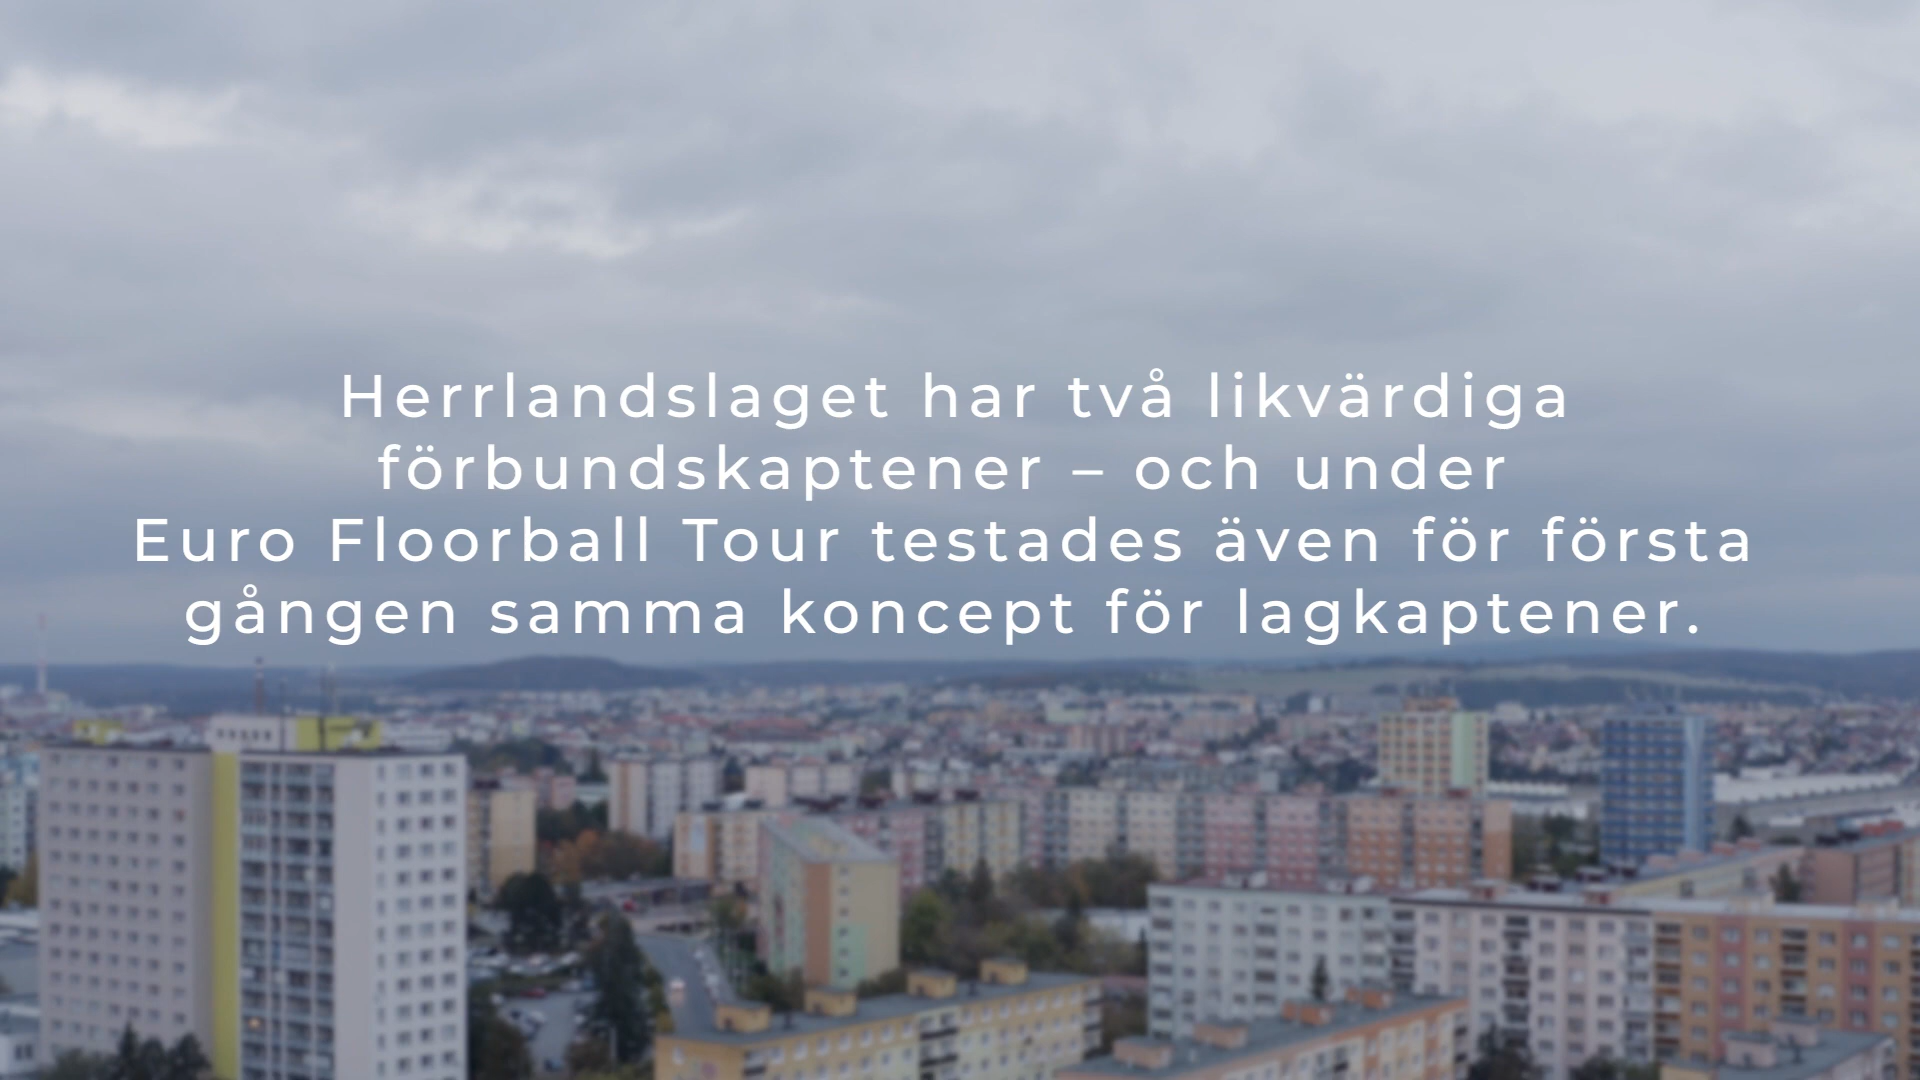 Herrlandslaget har två likvärdiga
förbundskaptener – och under
Euro Floorball Tour testades även för första
gången samma koncept för lagkaptener.